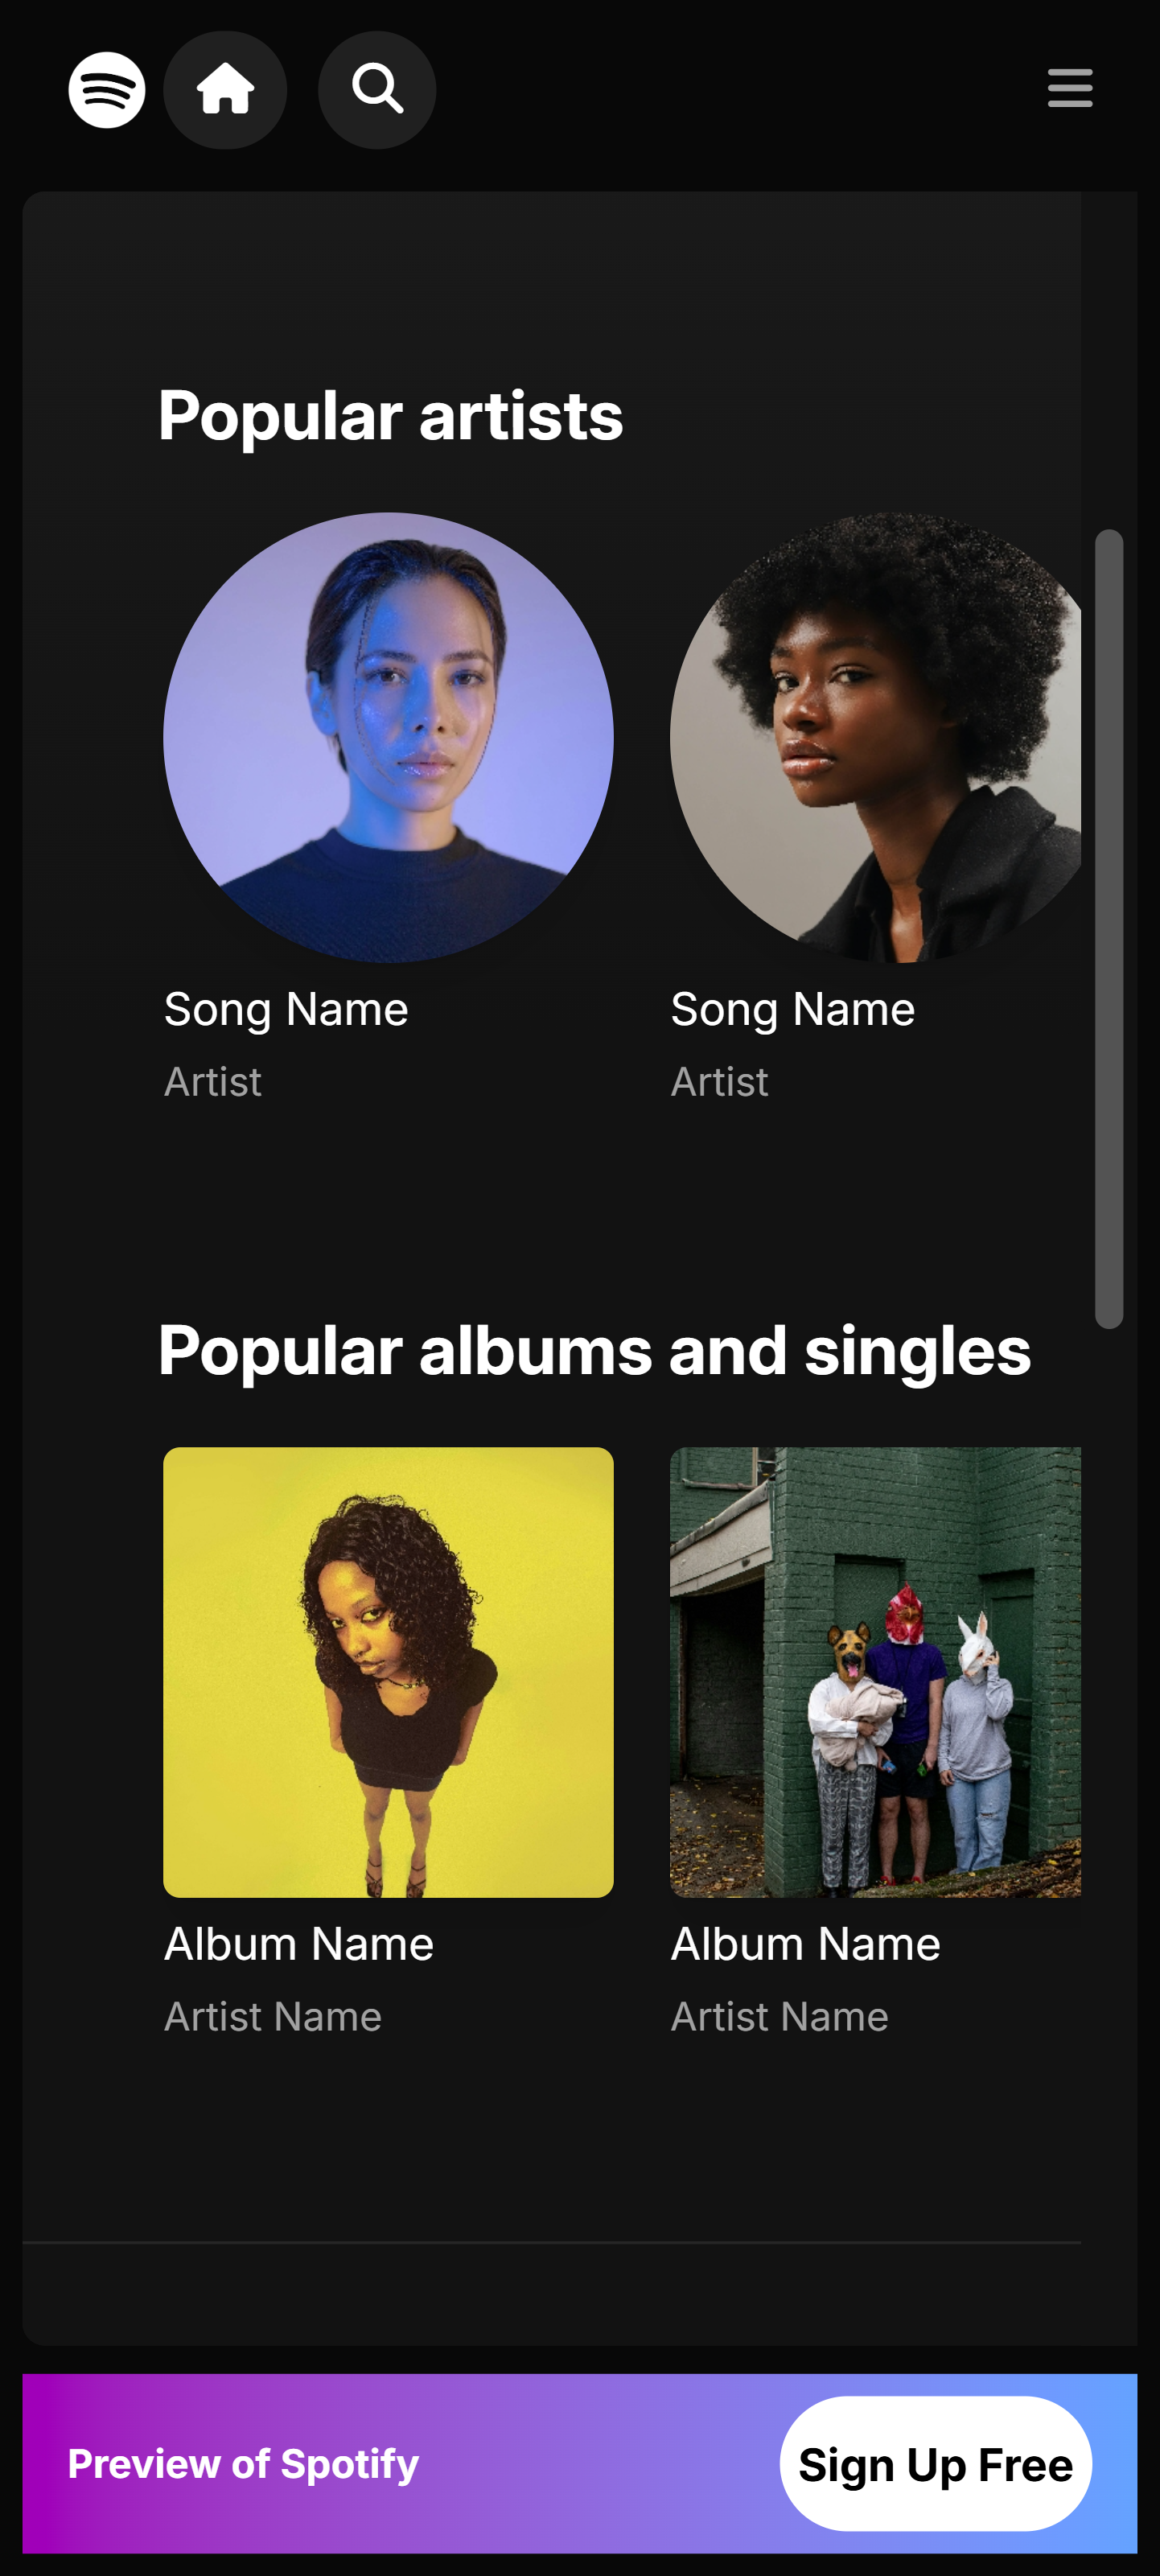 Popular artists
Song Name
Artist
Song Name
Artist
Popular albums and singles
Album Name
Artist Name
Album Name
Artist Name
Preview of Spotify
Sign Up Free